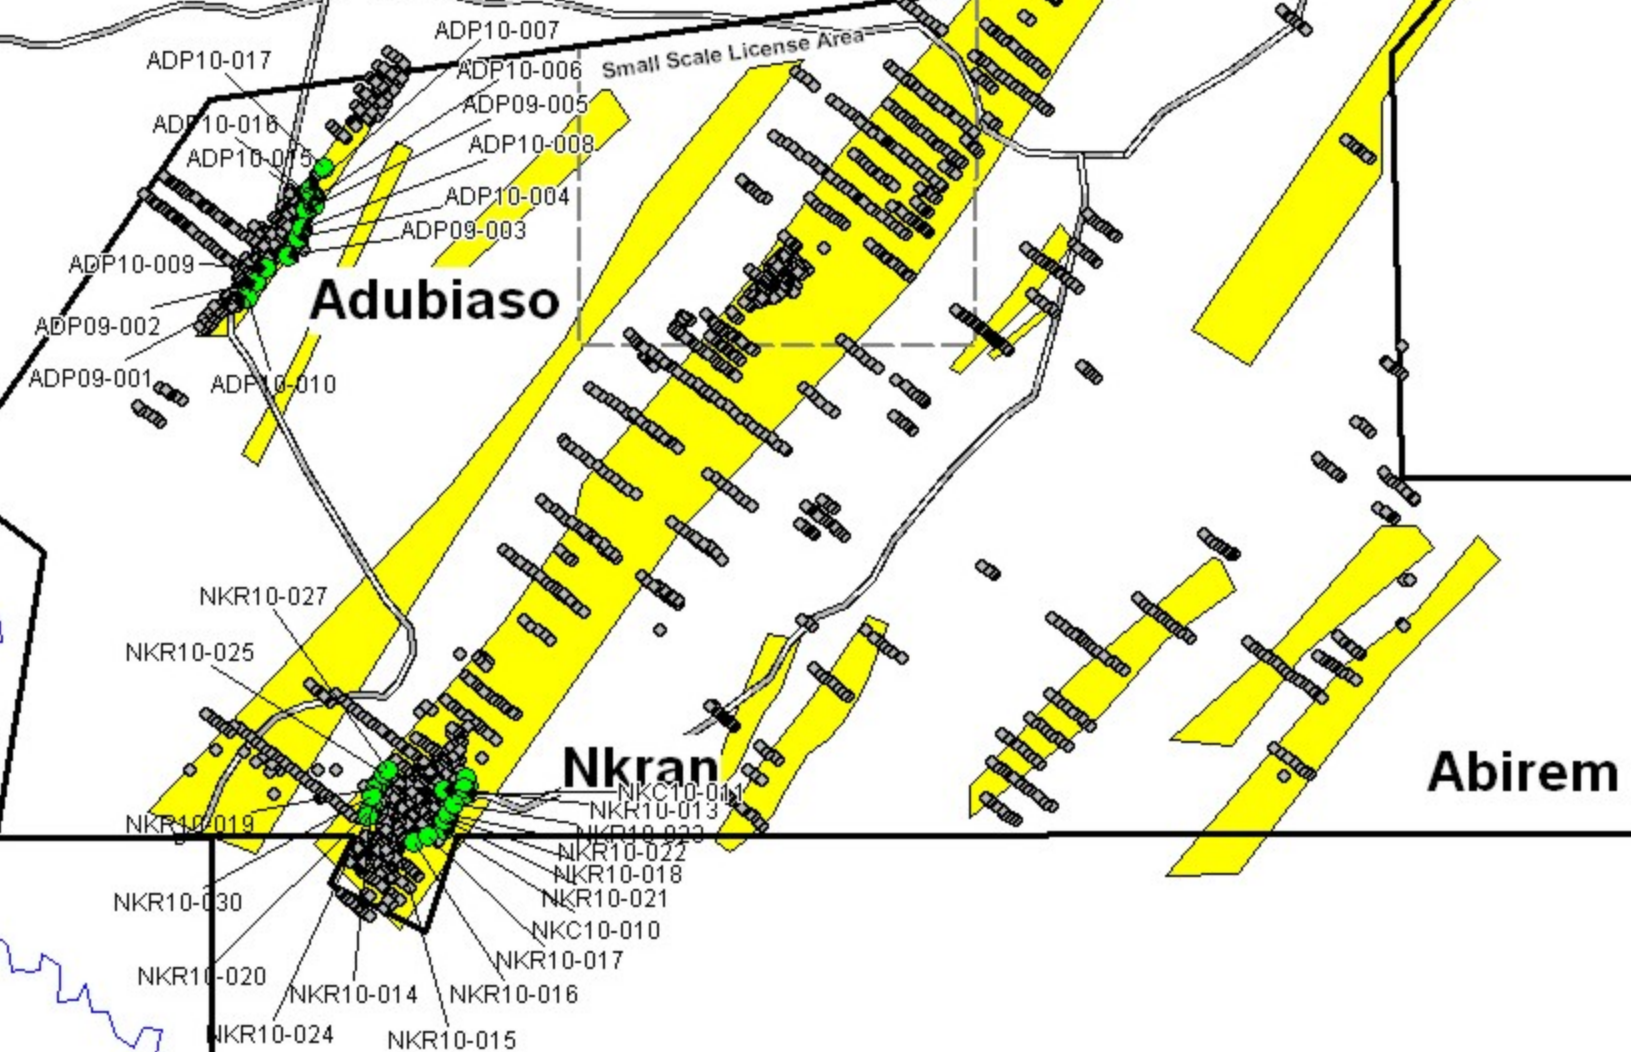 ADP10-007
ADP10-017
Small Scale License Area
ADP10-006
ADP09-005
ADP10-016
ADP10-015
ADP10-008
ADP10-004
ADP09-003
ADP10-009
Adubiaso
ADP09-002
ADP09-001
ADP10-010
NKR10-027
NKR10-025
Nkran
Abirem
NKC10-011
NKR10-013
NKR10-019
NKR10-023
NKR10-022
NKR10-018
NKR10-021
NKR10-030
NKC10-010
NKR10-017
NKR10-020
NKR10-014
NKR10-016
NKR10-024
NKR10-015